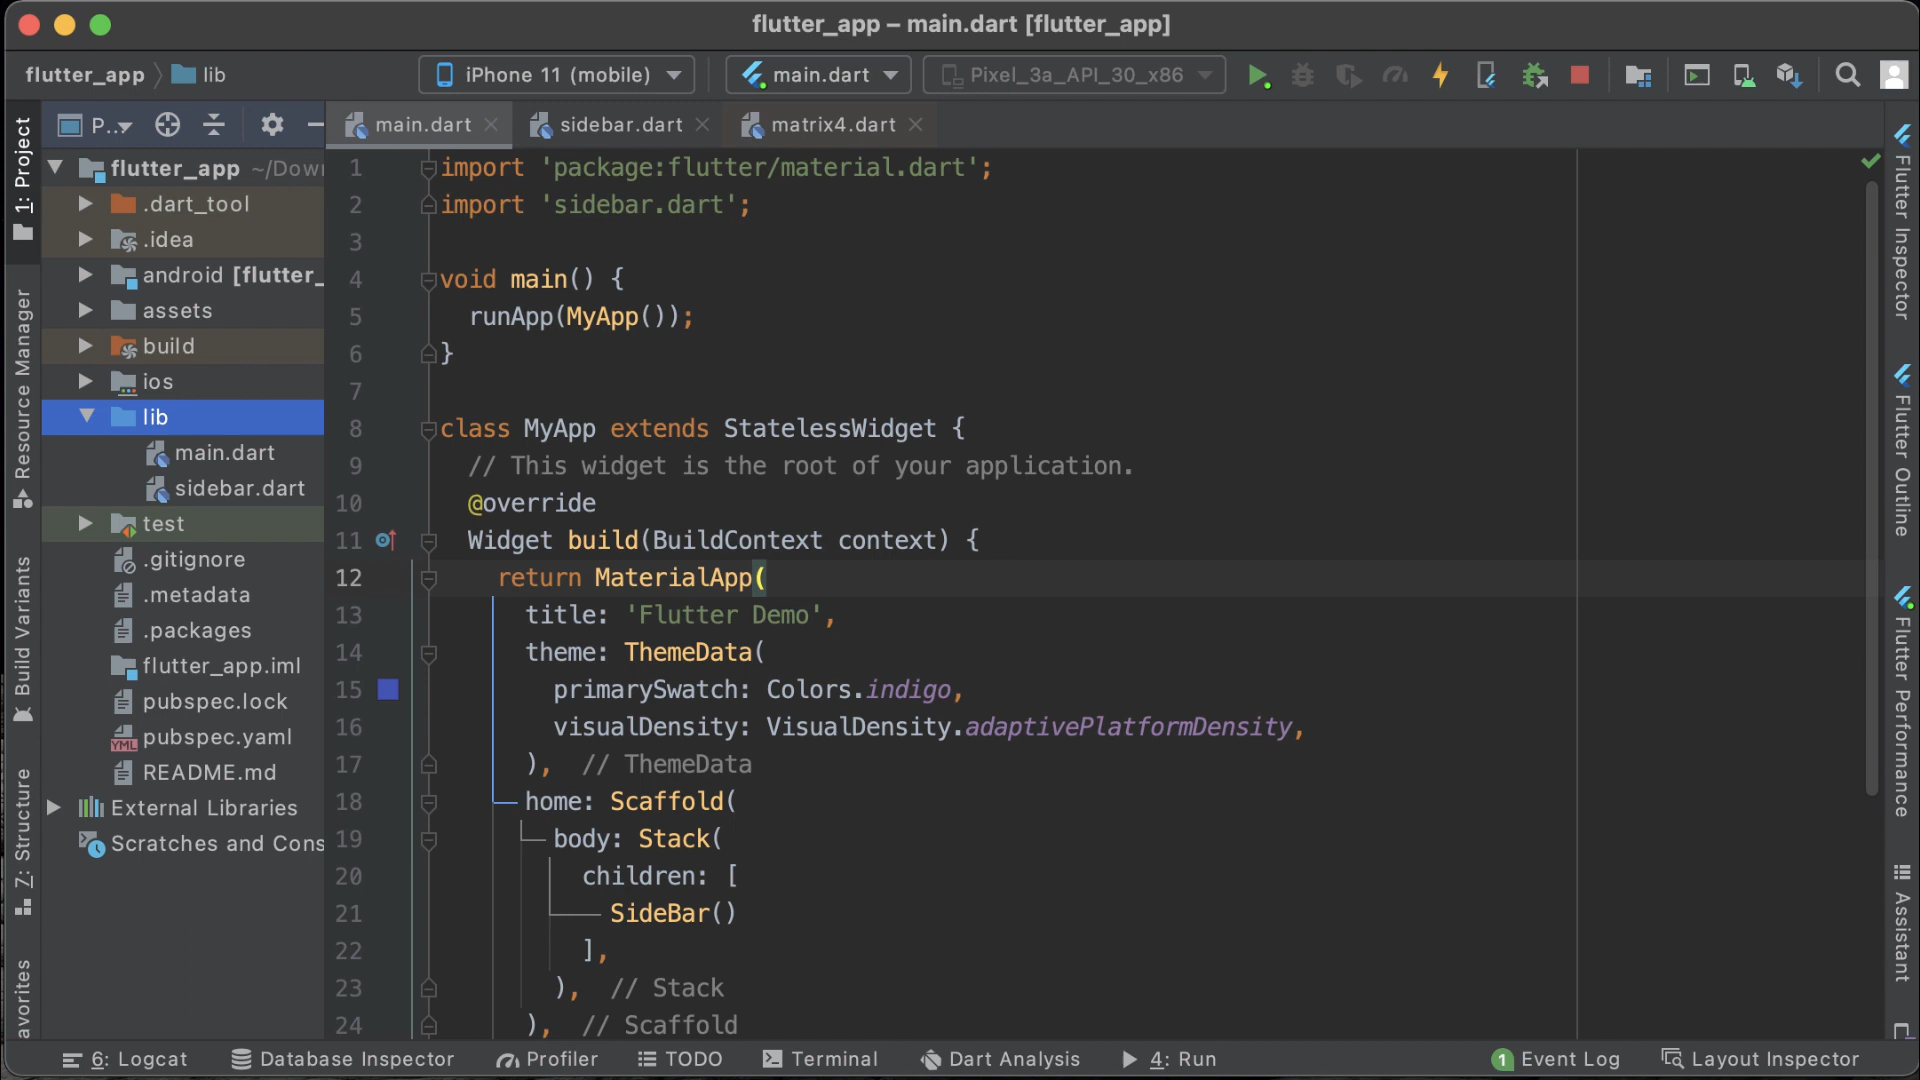 flutter_app – main.dart [flutter_app]
flutter_app lib iPhone 11 (mobile) main.dart Pixel_3a_API_30_x86
P.. main.dart sidebar.dart matrix4.dart
1: Project
Resource Manager
Build Variants
Z: Structure
avorites
flutter_app ~/Down
.dart_tool
.idea
android [flutter_
assets
build
ios
lib
main.dart
sidebar.dart
test
.gitignore
.metadata
.packages
flutter_app.iml
pubspec.lock
YML pubspec.yaml
README.md
External Libraries
Scratches and Cons
1 import 'package:flutter/material.dart';
2 import 'sidebar.dart';
3
4 void main() {
5 runApp(MyApp());
6 }
7
8 class MyApp extends StatelessWidget {
9 // This widget is the root of your application.
10 @override
11 Widget build(BuildContext context) {
12 return MaterialApp(
13 title: 'Flutter Demo',
14 theme: ThemeData(
15 primarySwatch: Colors.indigo,
16 visualDensity: VisualDensity.adaptivePlatformDensity,
17 ), // ThemeData
18 home: Scaffold(
19 body: Stack(
20 children: [
21 SideBar()
22 ],
23 ), // Stack
24 ), // Scaffold
Flutter Inspector
Flutter Outline
Flutter Performance
Assistant
6: Logcat Database Inspector Profiler TODO Terminal Dart Analysis 4: Run 1 Event Log Layout Inspector